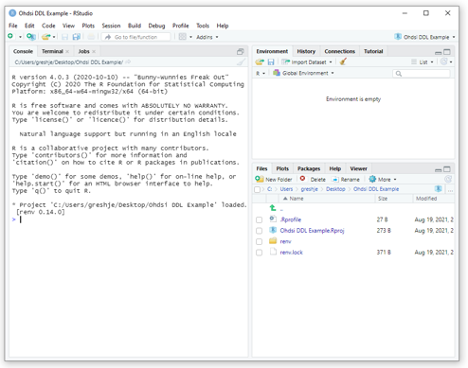 Ohdsi DDL Example - RStudio
File Edit Code View Plots Session Build Debug Profile Tools Help
Go to file/function Addins Ohdsi DDL Example
Console Terminal Jobs
C:/Users/greshje/Desktop/Ohdsi DDL Example/
R version 4.0.3 (2020-10-10) -- "Bunny-Wunnies Freak Out"
Copyright (C) 2020 The R Foundation for Statistical Computing
Platform: x86_64-w64-mingw32/x64 (64-bit)
R is free software and comes with ABSOLUTELY NO WARRANTY.
You are welcome to redistribute it under certain conditions.
Type 'license()' or 'licence()' for distribution details.
Natural language support but running in an English locale
R is a collaborative project with many contributors.
Type 'contributors()' for more information and
'citation()' on how to cite R or R packages in publications.
Type 'demo()' for some demos, 'help()' for on-line help, or
'help.start()' for an HTML browser interface to help.
Type 'q()' to quit R.
* Project 'C:/Users/greshje/Desktop/Ohdsi DDL Example' loaded.
[renv 0.14.0]
>
Environment History Connections Tutorial
Import Dataset List
R Global Environment
Environment is empty
Files Plots Packages Help Viewer
New Folder Delete Rename More
C: Users greshje Desktop Ohdsi DDL Example
Name Size Modified
..
.Rprofile 27 B Aug 19, 2021, 2
Ohdsi DDL Example.Rproj 273 B Aug 19, 2021, 2
renv
renv.lock 371 B Aug 19, 2021, 2